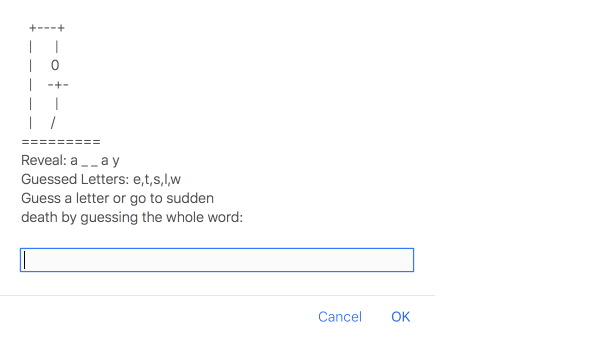 +---+
|   |
|   0
|  -+-
|   |
|  /
=========
Reveal: a _ _ a y
Guessed Letters: e,t,s,l,w
Guess a letter or go to sudden
death by guessing the whole word:
Cancel OK